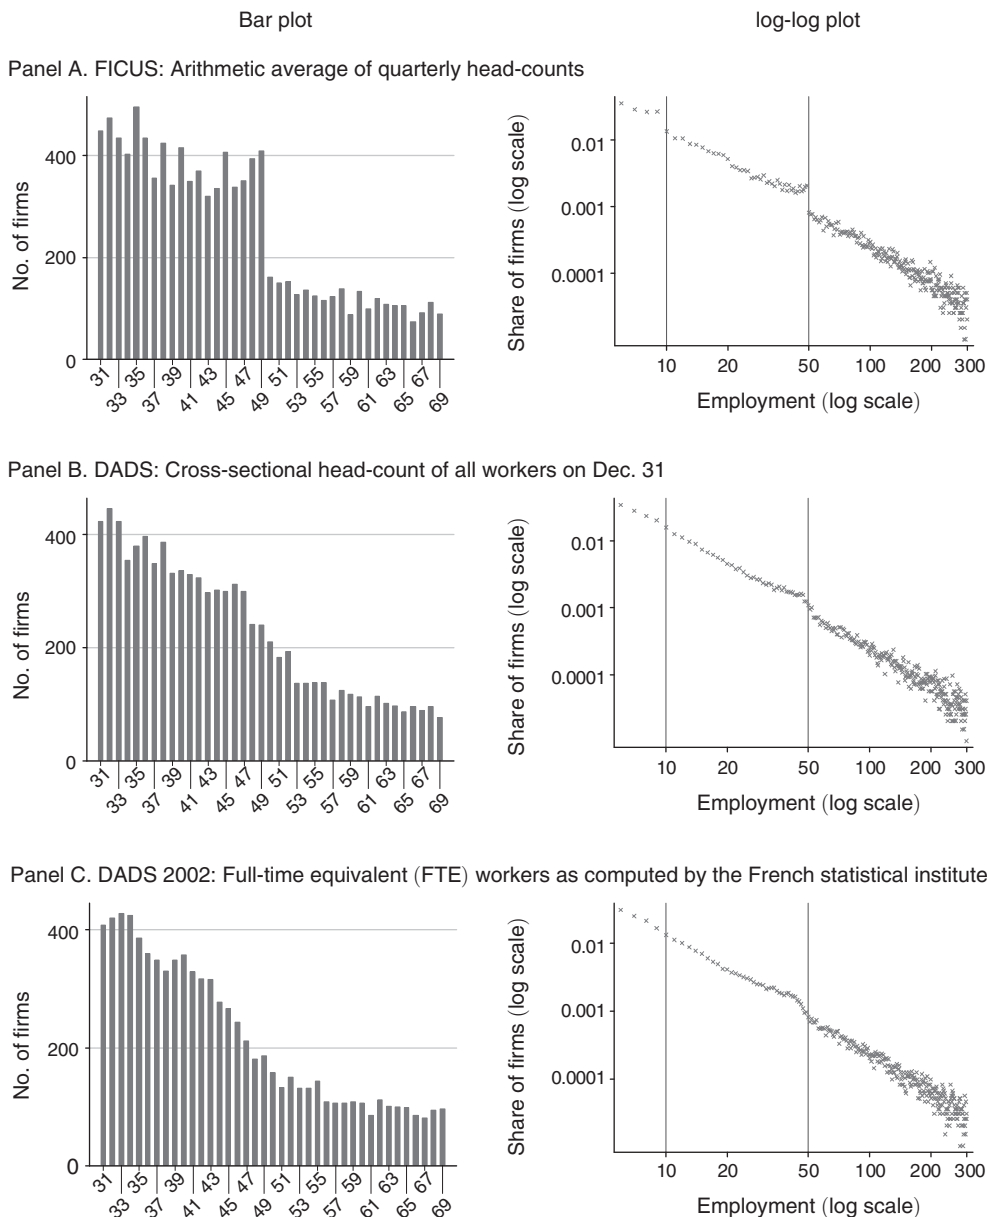 Bar plot
log-log plot
Panel A. FICUS: Arithmetic average of quarterly head-counts
No. of firms
400
200
0
31 33 35 37 39 41 43 45 47 49 51 53 55 57 59 61 63 65 67 69
Share of firms (log scale)
0.01
0.001
0.0001
10 20 50 100 200 300
Employment (log scale)
Panel B. DADS: Cross-sectional head-count of all workers on Dec. 31
No. of firms
400
200
0
31 33 35 37 39 41 43 45 47 49 51 53 55 57 59 61 63 65 67 69
Share of firms (log scale)
0.01
0.001
0.0001
10 20 50 100 200 300
Employment (log scale)
Panel C. DADS 2002: Full-time equivalent (FTE) workers as computed by the French statistical institute
No. of firms
400
200
0
31 33 35 37 39 41 43 45 47 49 51 53 55 57 59 61 63 65 67 69
Share of firms (log scale)
0.01
0.001
0.0001
10 20 50 100 200 300
Employment (log scale)